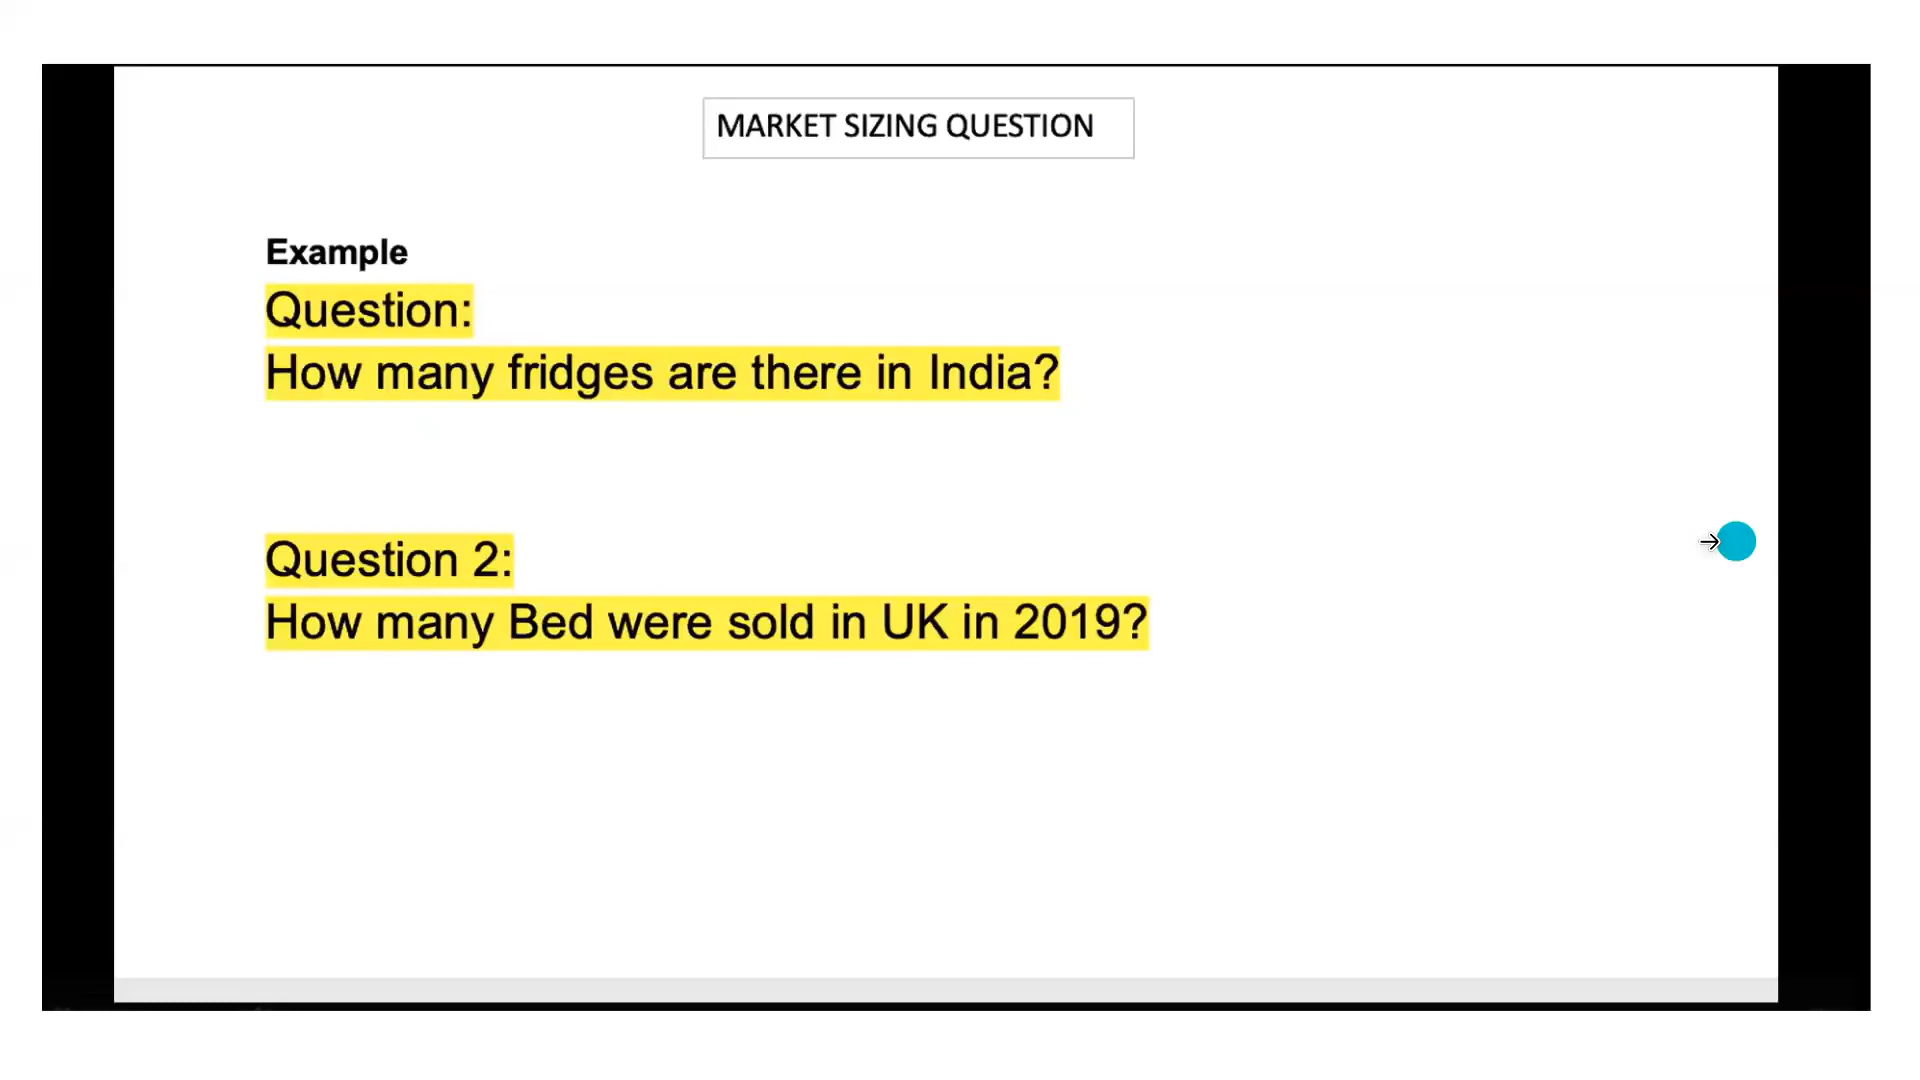 MARKET SIZING QUESTION
Example
Question:
How many fridges are there in India?
Question 2:
How many Bed were sold in UK in 2019?